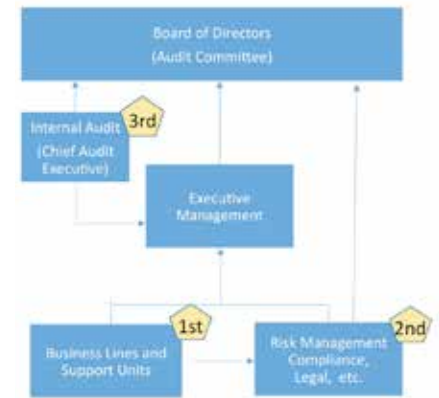 Board of Directors
(Audit Committee)
3rd
Internal Audit
(Chief Audit
Executive)
Executive
Management
1st
Business Lines and
Support Units
2nd
Risk Management
Compliance,
Legal, etc.